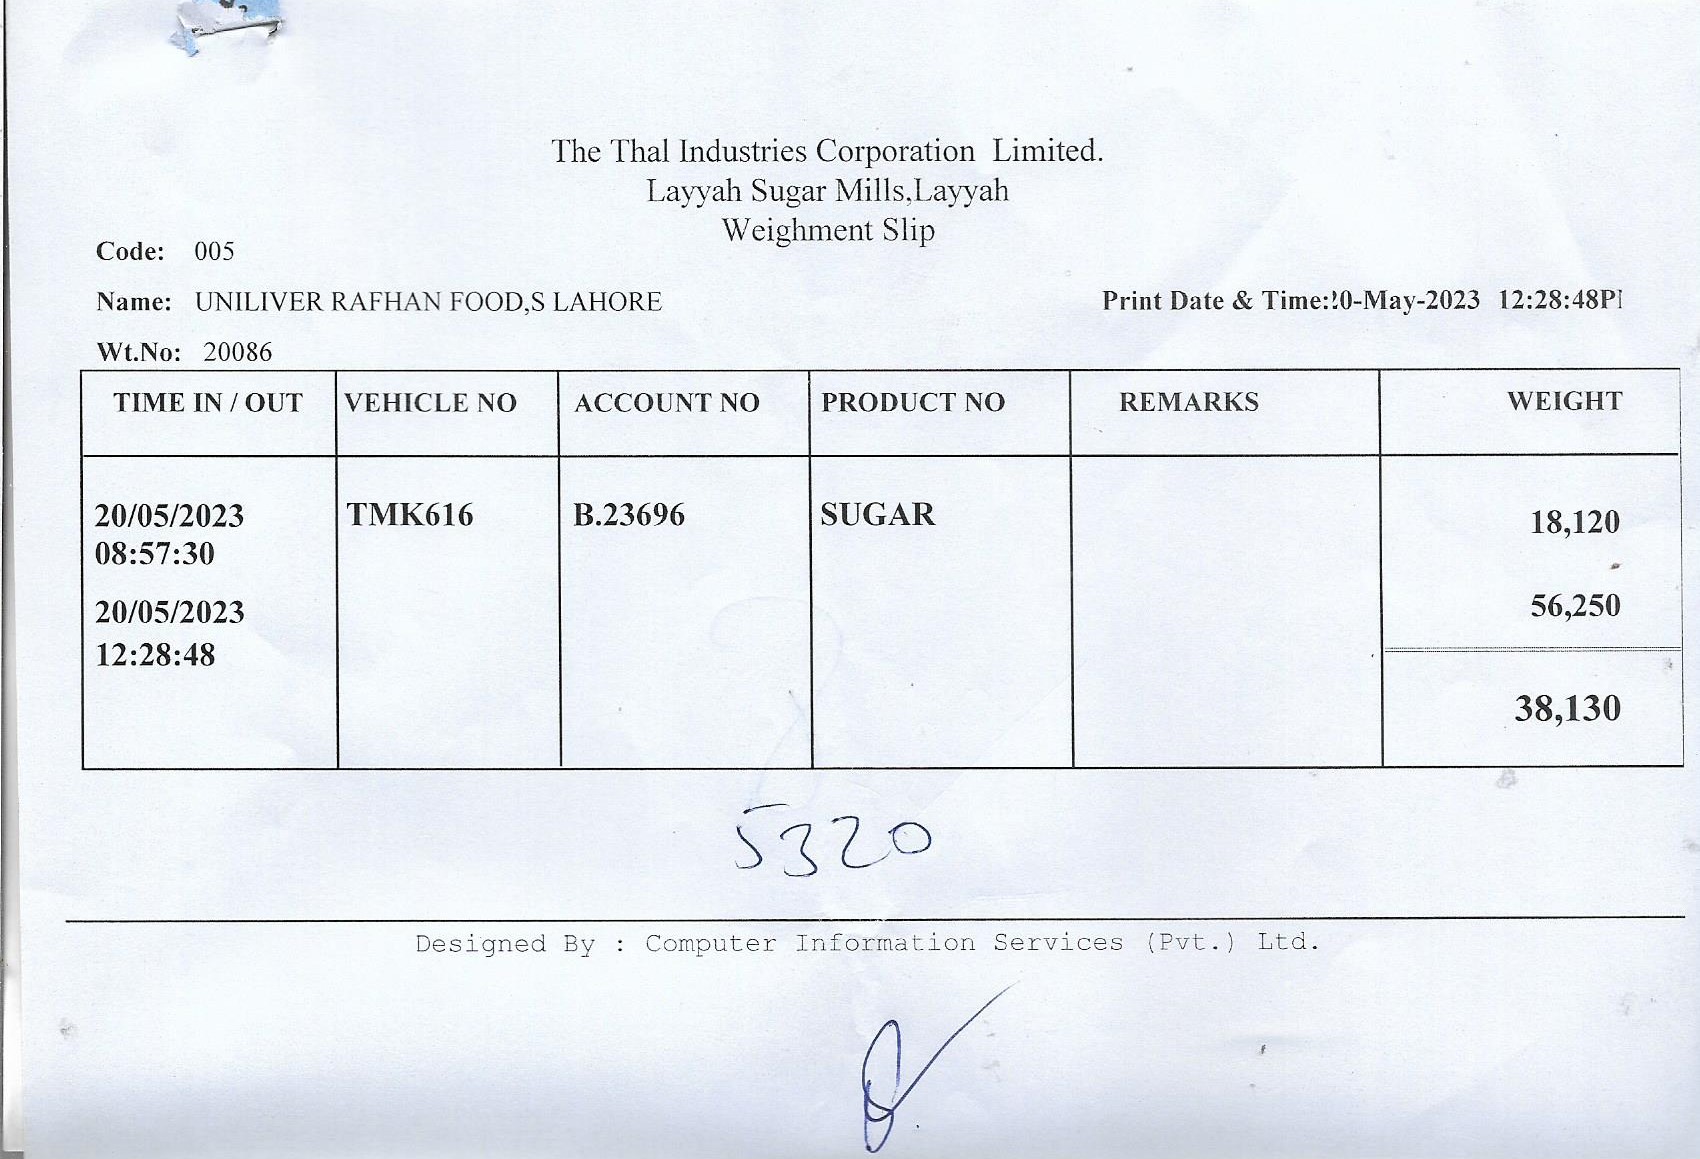 The Thal Industries Corporation Limited.
Layyah Sugar Mills,Layyah
Weighment Slip
Code: 005
Name: UNILIVER RAFHAN FOOD,S LAHORE
Print Date & Time: 0-May-2023 12:28:48P
Wt.No: 20086
TIME IN / OUT VEHICLE NO ACCOUNT NO PRODUCT NO REMARKS WEIGHT
20/05/2023 TMK616 B.23696 SUGAR 18,120
08:57:30
20/05/2023 56,250
12:28:48
38,130
5320
Designed By : Computer Information Services (Pvt.) Ltd.